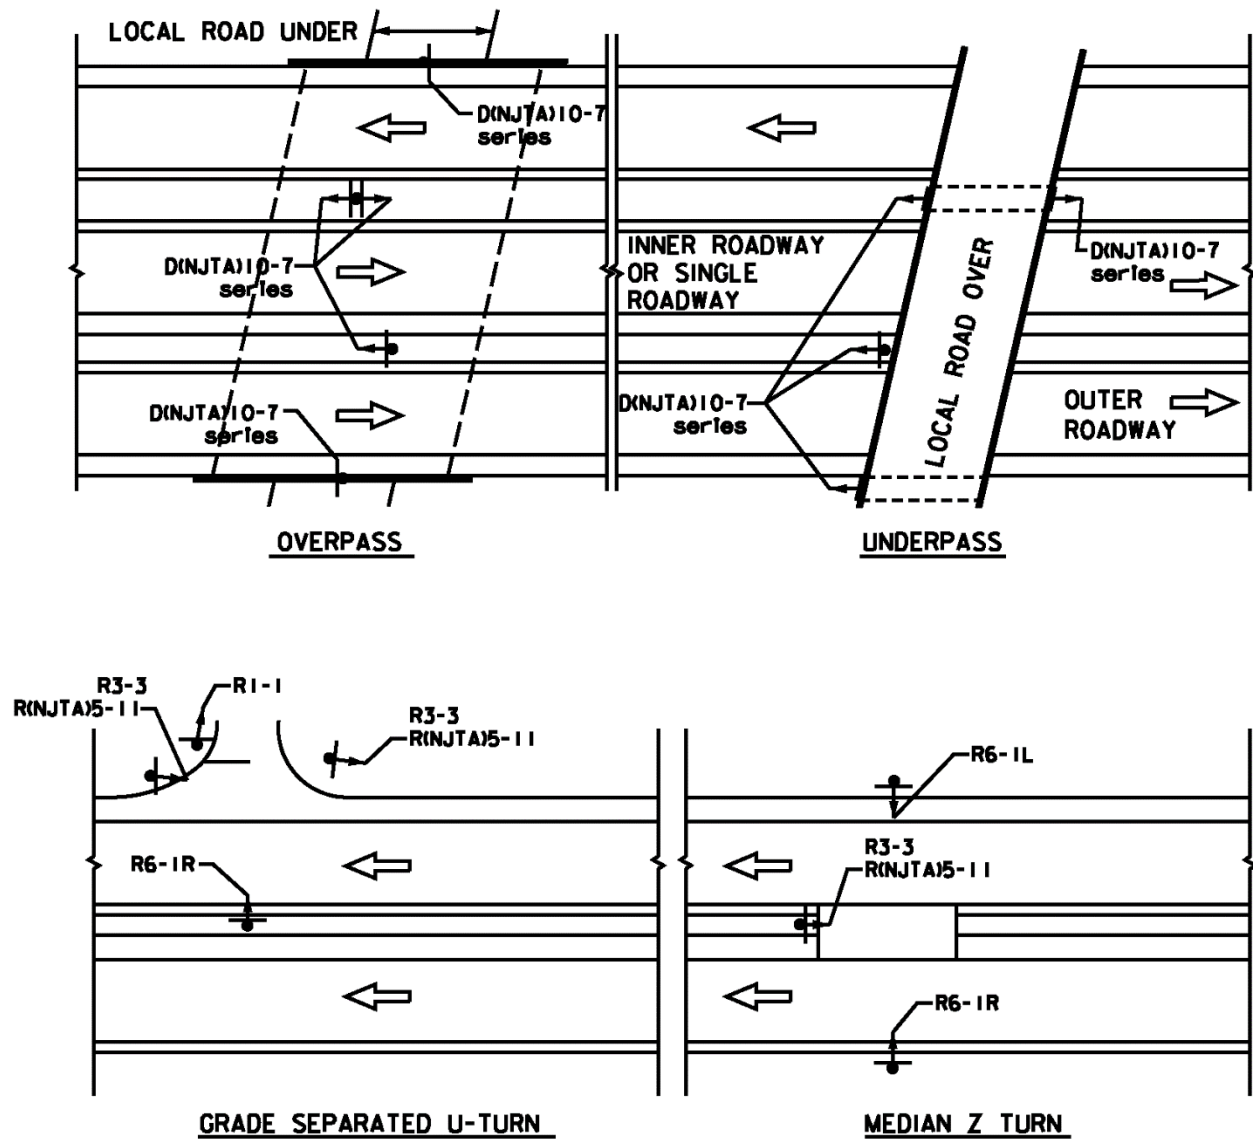 LOCAL ROAD UNDER
D(NJTA)10-7
series
D(NJTA)10-7
series
D(NJTA)10-7
series
OVERPASS
INNER ROADWAY
OR SINGLE
ROADWAY
D(NJTA)10-7
series
D(NJTA)10-7
series
LOCAL ROAD OVER
OUTER
ROADWAY
UNDERPASS
R3-3
R(NJTA)5-11
R1-1
R3-3
R(NJTA)5-11
R6-1R
GRADE SEPARATED U-TURN
R6-1L
R3-3
R(NJTA)5-11
R6-1R
MEDIAN Z TURN